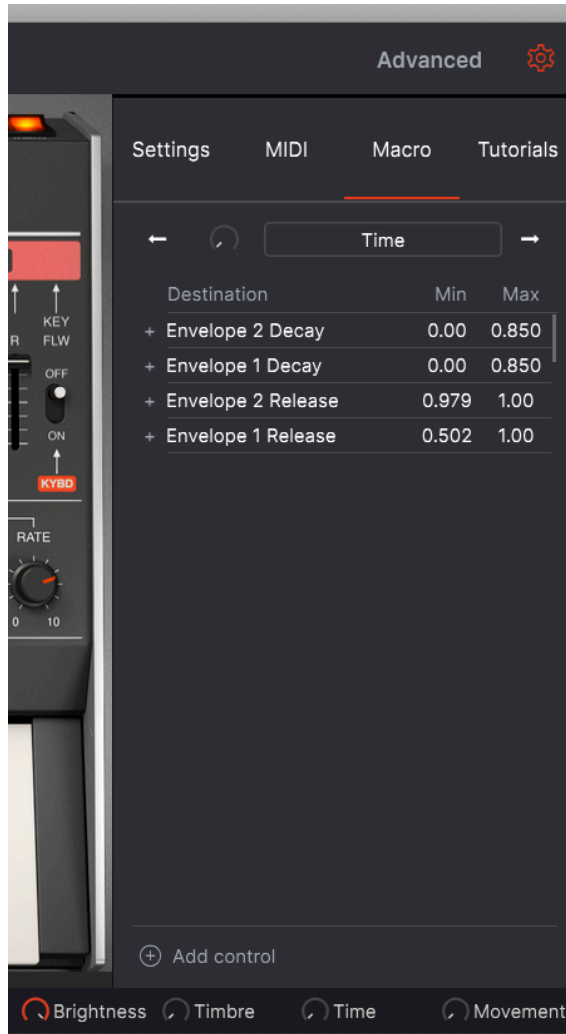 Advanced
Settings MIDI Macro Tutorials
Time
Destination Min Max
+ Envelope 2 Decay 0.00 0.850
+ Envelope 1 Decay 0.00 0.850
+ Envelope 2 Release 0.979 1.00
+ Envelope 1 Release 0.502 1.00
KEY
R FLW
OFF
ON
KYBD
RATE
0 10
Add control
Brightness Timbre Time Movement